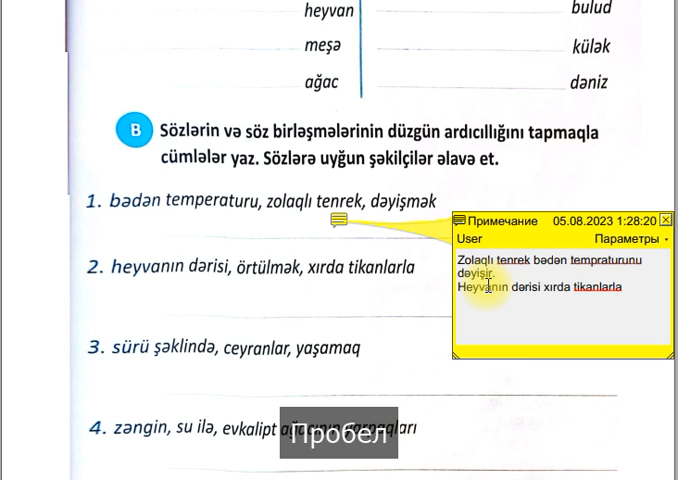 heyvan
bulud
meşə
külək
ağac
dəniz
B Sözlərin və söz birləşmələrinin düzgün ardıcıllığını tapmaqla
cümlələr yaz. Sözlərə uyğun şəkilçilər əlavə et.
1. bədən temperaturu, zolaqlı tenrek, dəyişmək
Примечание 05.08.2023 1:28:20
User Параметры
Zolaqlı tenrek bədən tempraturunu
dəyişir.
Heyvanın dərisi xırda tikanlarla
2. heyvanın dərisi, örtülmək, xırda tikanlarla
3. sürü şəklində, ceyranlar, yaşamaq
4. zəngin, su ilə, evkalipt ağacının yarpaqları
Пробел